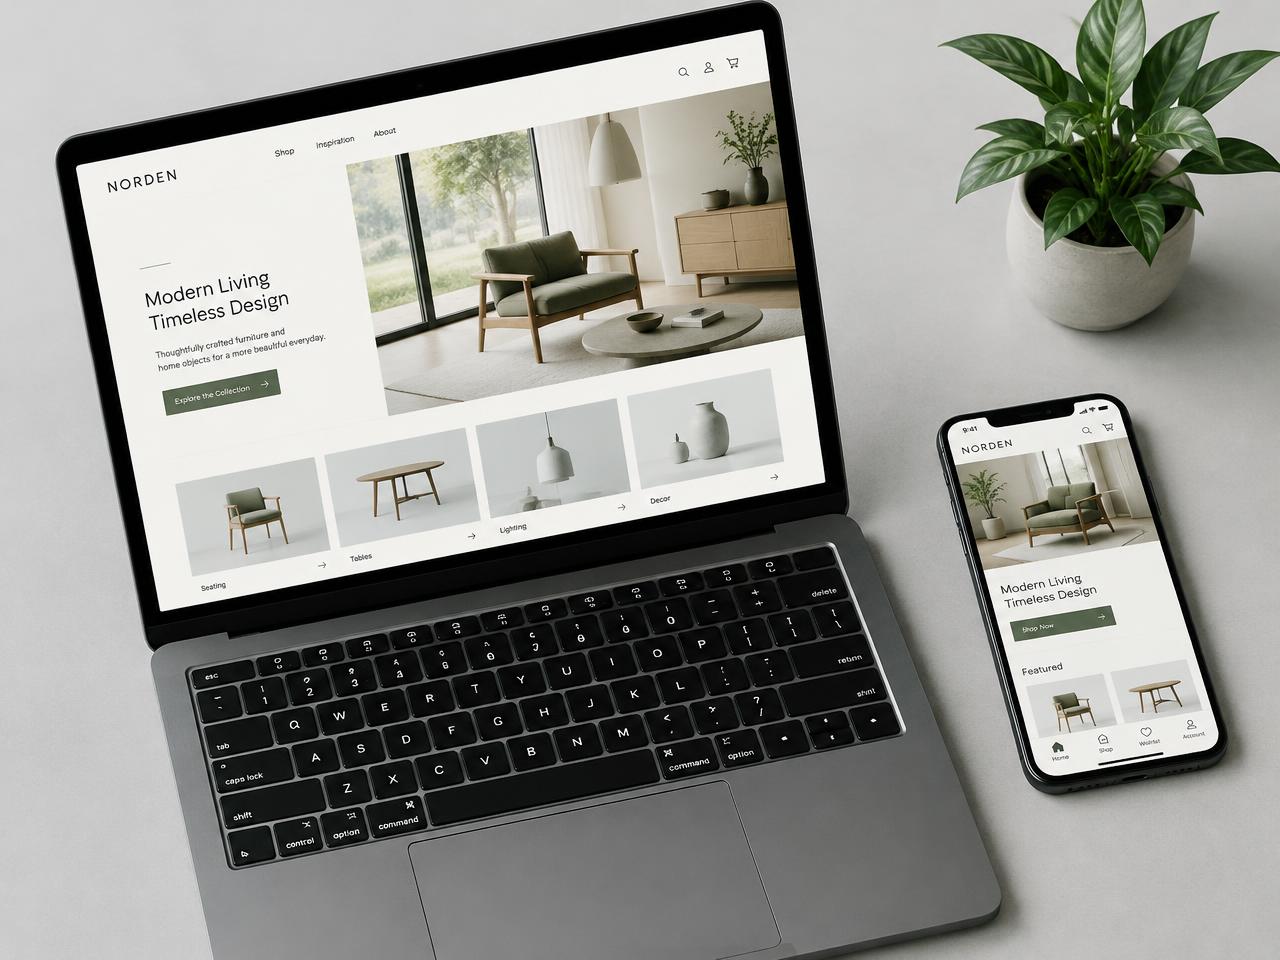 NORDEN
Shop Inspiration About
Modern Living
Timeless Design
Thoughtfully crafted furniture and
home objects for a more beautiful everyday.
Explore the Collection →
Seating →
Tables →
Lighting →
Decor →
esc
delete
tab Q W E R T Y U I O P
caps lock A S D F G H J K L
shift Z X C V B N M
control option command command option
9:41
NORDEN
Modern Living
Timeless Design
Shop Now →
Featured
Home Shop Wishlist Account